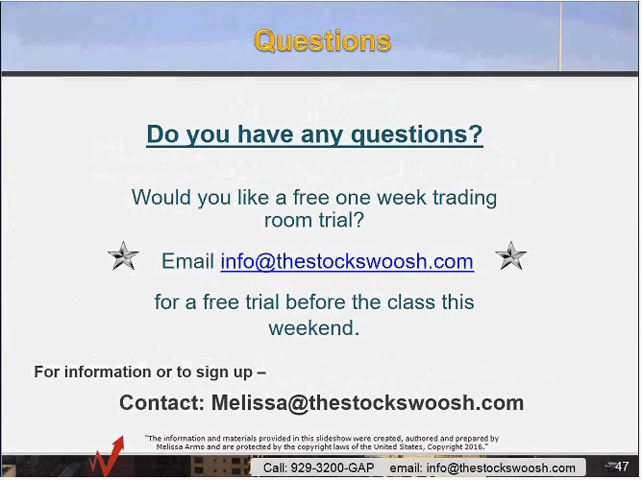 Questions
Do you have any questions?
Would you like a free one week trading
room trial?
Email info@thestockswoosh.com
for a free trial before the class this
weekend.
For information or to sign up –
Contact: Melissa@thestockswoosh.com
"The information and materials provided in this slideshow were created, authored and prepared by
Melissa Armo and are protected by the copyright laws of the United States, Copyright 2016."
Call: 929-3200-GAP email: info@thestockswoosh.com
47